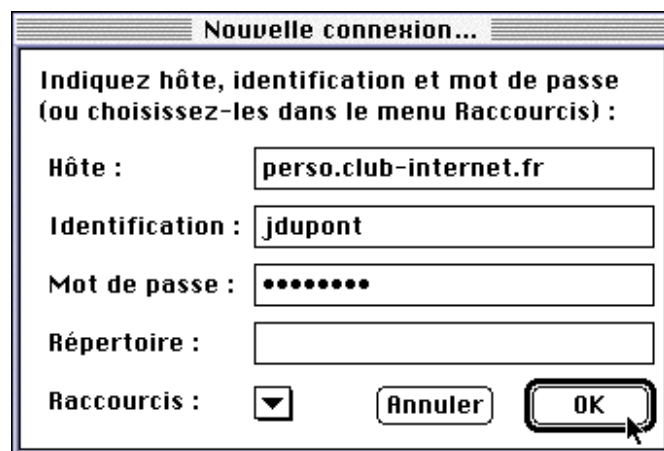 Nouvelle connexion...
Indiquez hôte, identification et mot de passe
(ou choisissez-les dans le menu Raccourcis) :
Hôte : perso.club-internet.fr
Identification : jdupont
Mot de passe : ••••••••
Répertoire :
Raccourcis : Annuler OK